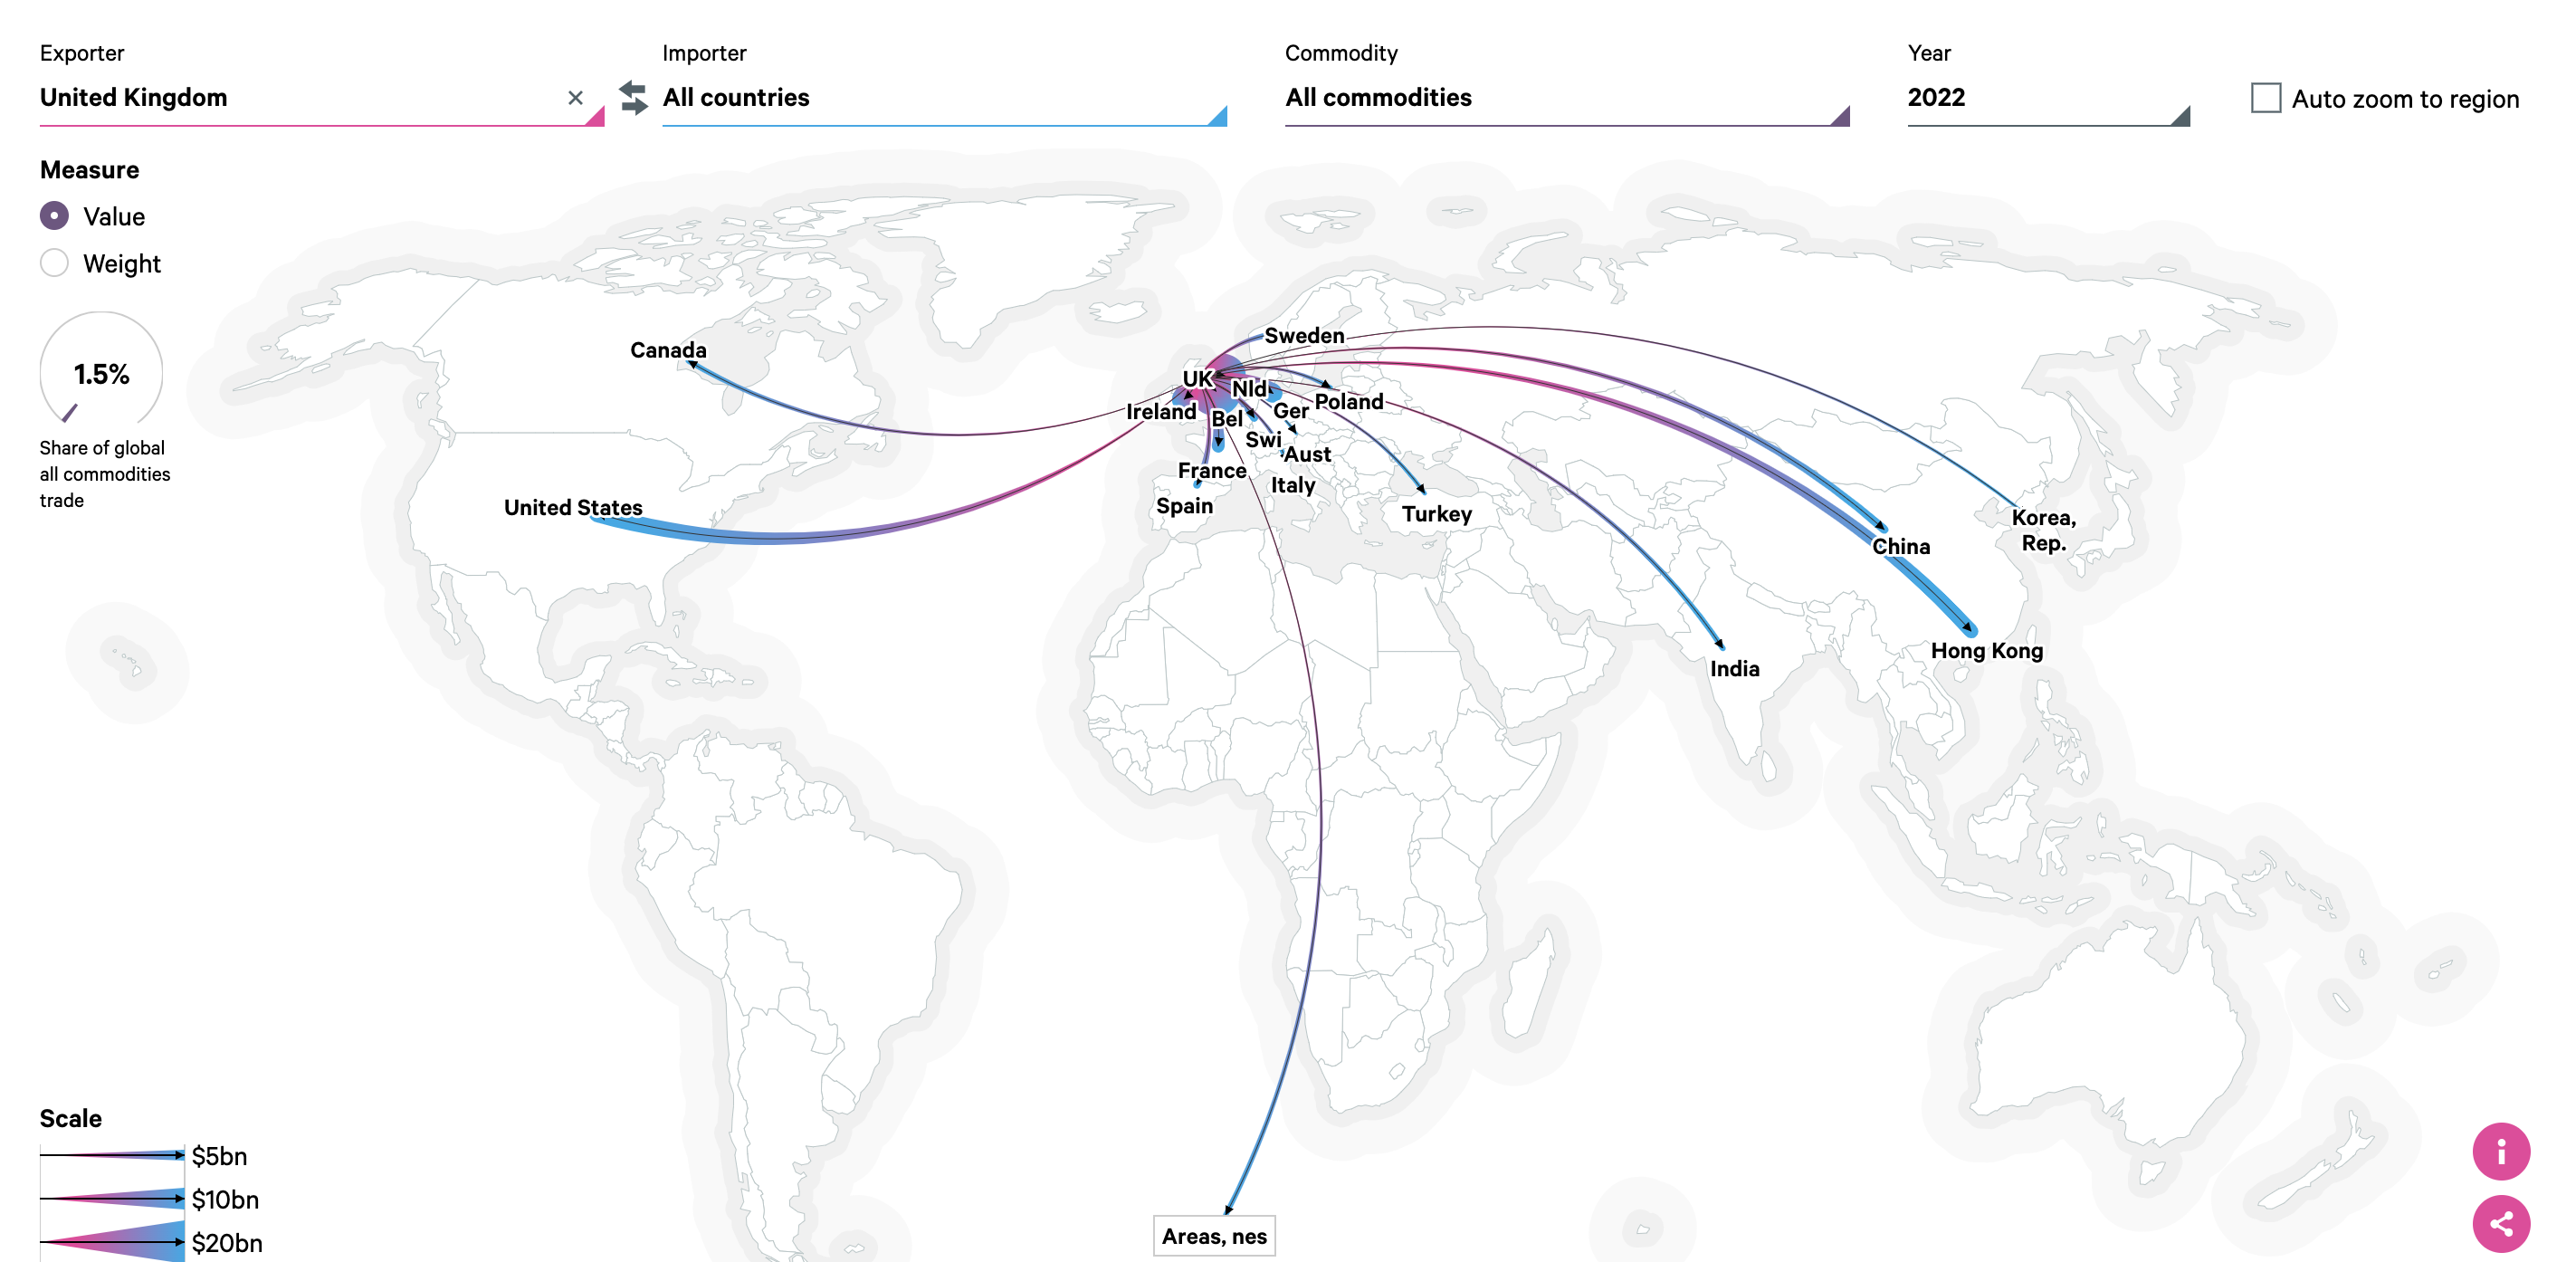 Exporter
United Kingdom
Importer
All countries
Commodity
All commodities
Year
2022
Auto zoom to region
Measure
Value
Weight
1.5%
Share of global
all commodities
trade
Canada
United States
Sweden
UK
Nld
Poland
Ireland
Bel
Ger
Swi
Aust
France
Italy
Spain
Turkey
Korea,
Rep.
China
Hong Kong
India
Areas, nes
Scale
$5bn
$10bn
$20bn